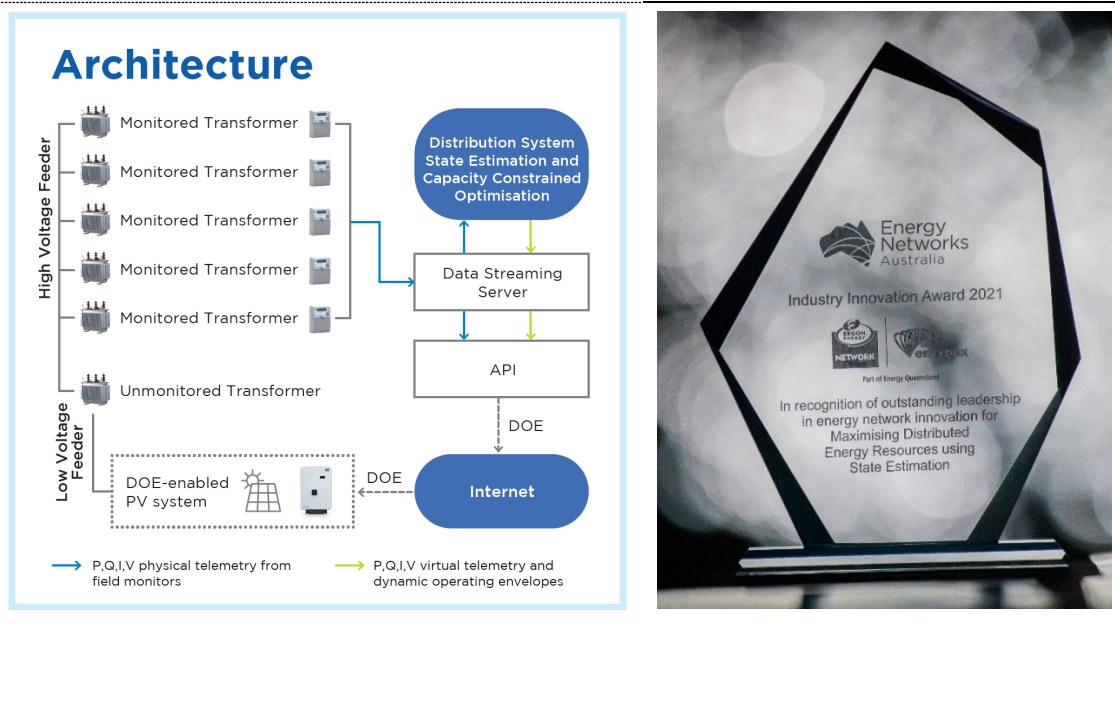 Architecture
High Voltage Feeder
Monitored Transformer
Monitored Transformer
Monitored Transformer
Monitored Transformer
Monitored Transformer
Unmonitored Transformer
Low Voltage
Feeder
DOE-enabled
PV system
Distribution System
State Estimation and
Capacity Constrained
Optimisation
Data Streaming
Server
API
DOE
Internet
DOE
P,Q,I,V physical telemetry from
field monitors
P,Q,I,V virtual telemetry and
dynamic operating envelopes
Energy
Networks
Australia
Industry Innovation Award 2021
ERGON
ENERGY
NETWORK
energex
Part of Energy Queensland
In recognition of outstanding leadership
in energy network innovation for
Maximising Distributed
Energy Resources using
State Estimation